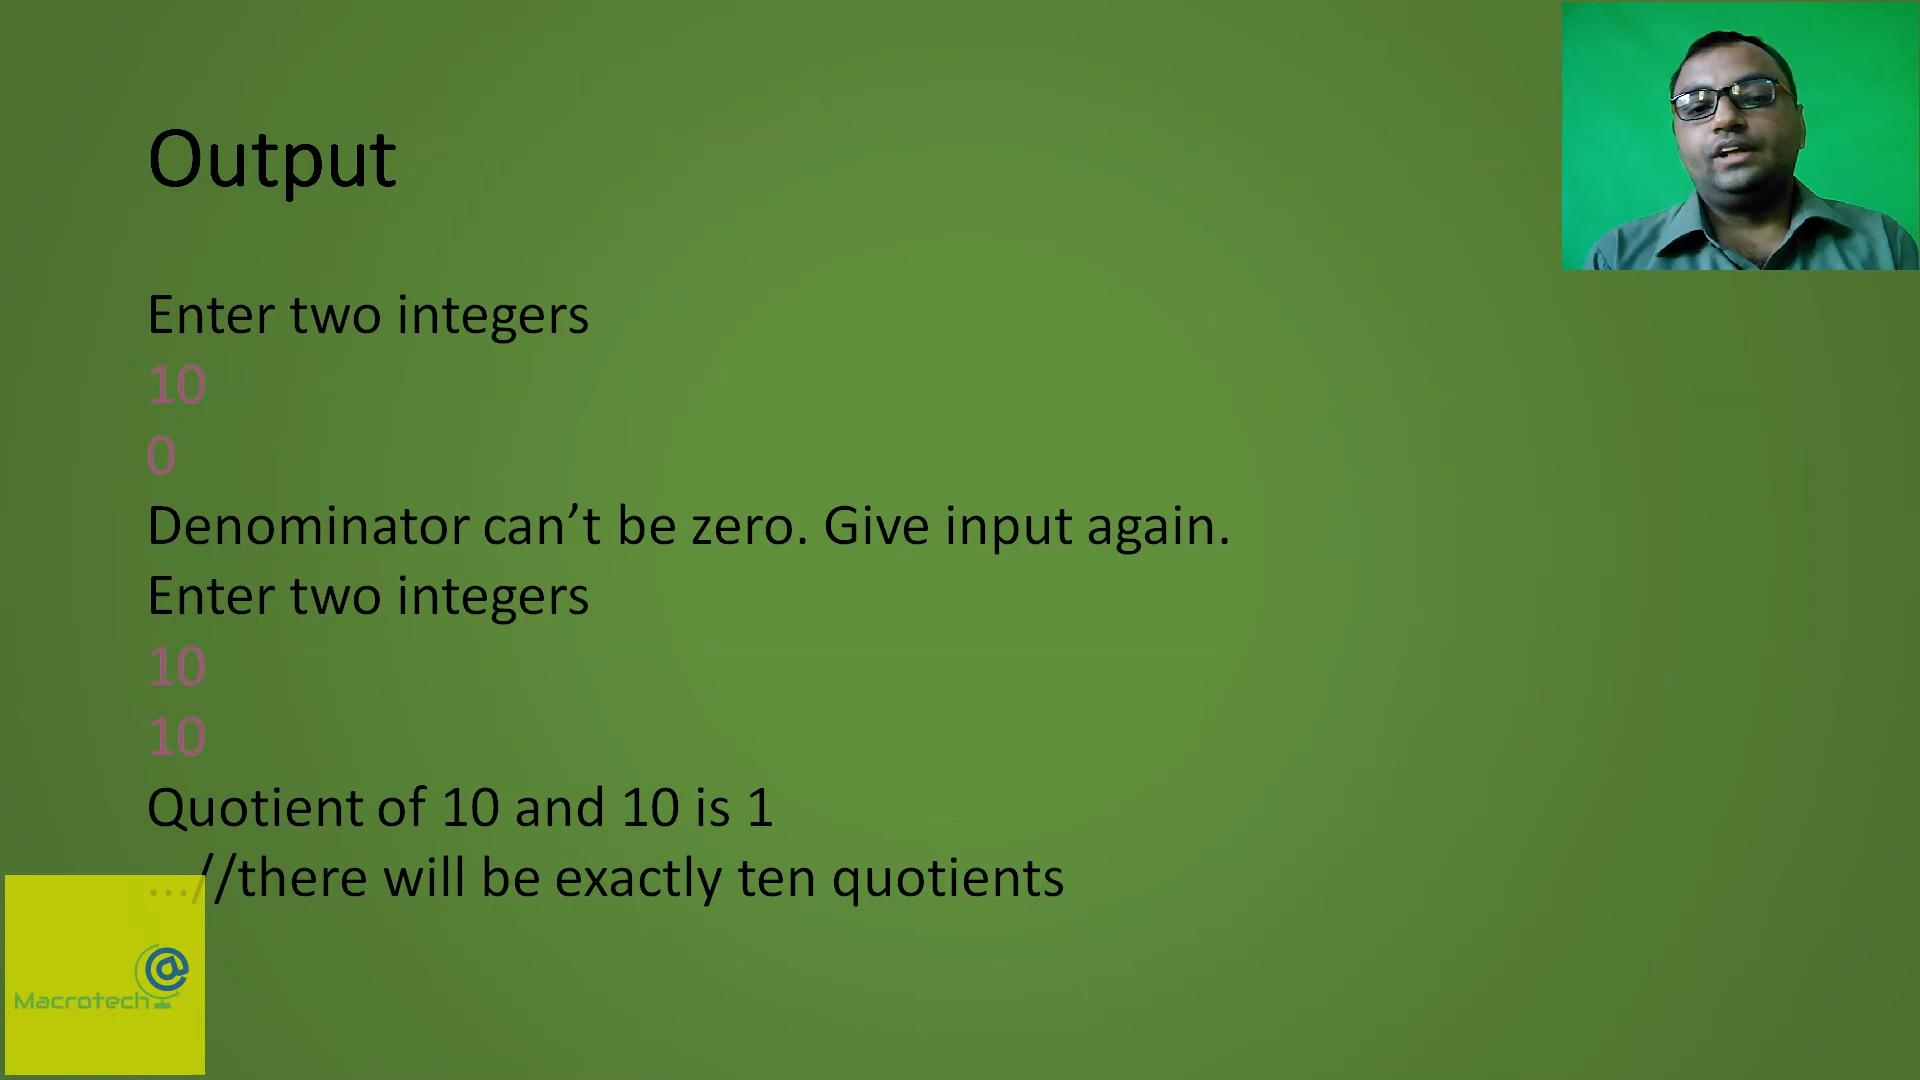 Output
Enter two integers
10
0
Denominator can’t be zero. Give input again.
Enter two integers
10
10
Quotient of 10 and 10 is 1
...//there will be exactly ten quotients
@
Macrotech